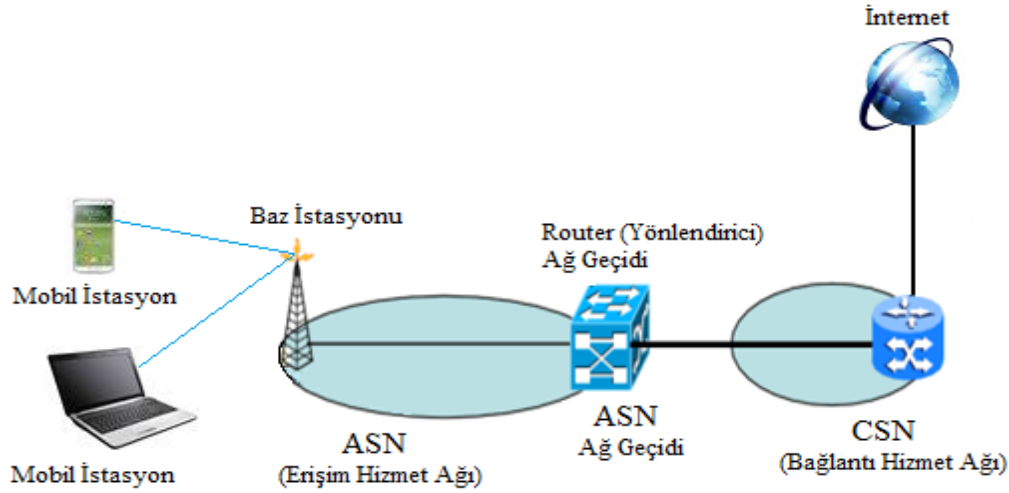 İnternet
Baz İstasyonu
Router (Yönlendirici)
Ağ Geçidi
Mobil İstasyon
ASN
(Erişim Hizmet Ağı)
ASN
Ağ Geçidi
CSN
(Bağlantı Hizmet Ağı)
Mobil İstasyon